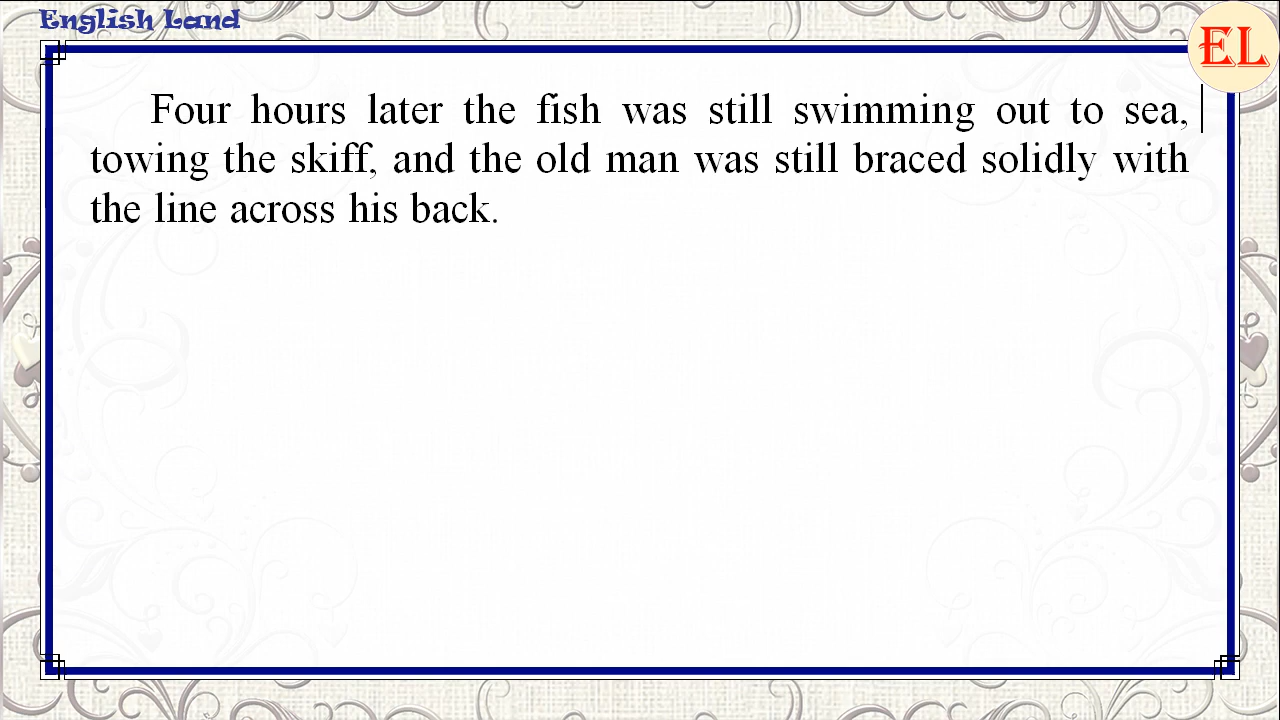 English Land
EL
Four hours later the fish was still swimming out to sea,
towing the skiff, and the old man was still braced solidly with
the line across his back.